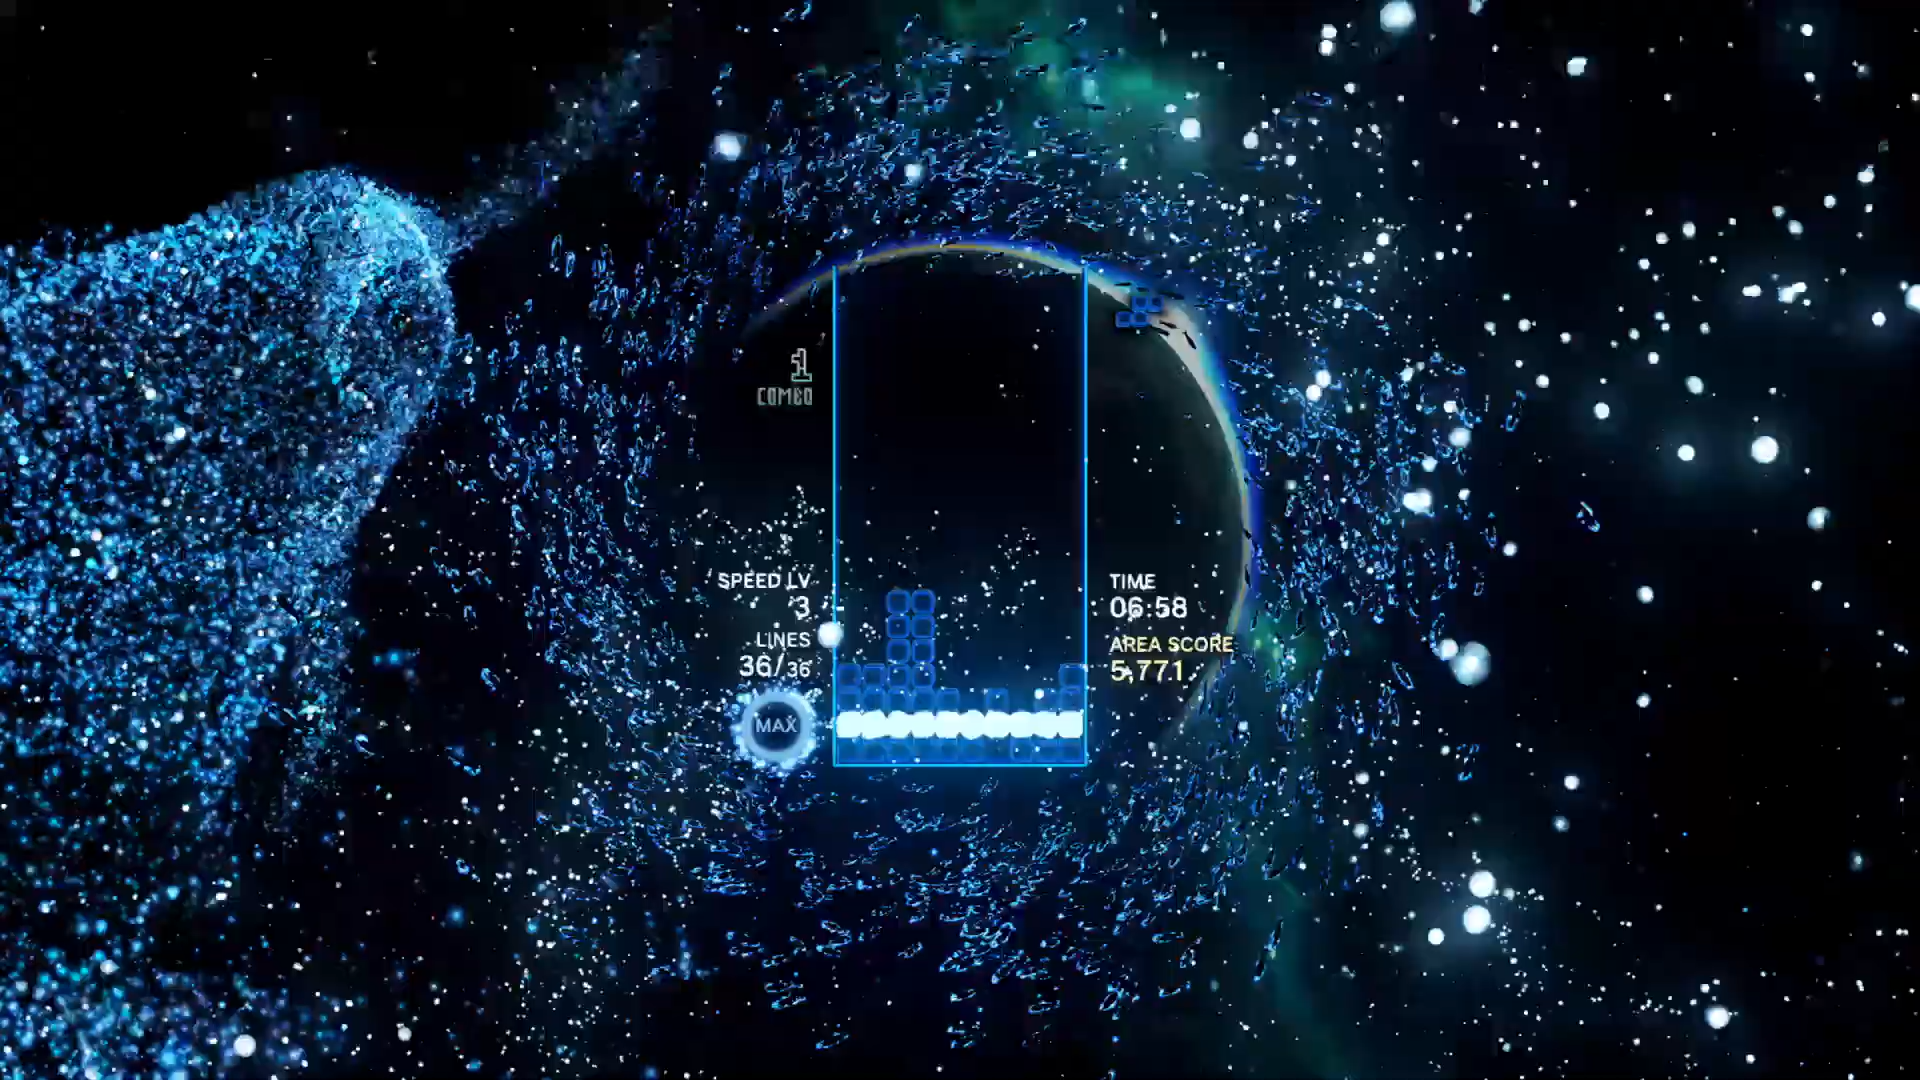 1
COMBO
SPEED LV
3
LINES
36/36
MAX
TIME
06:58
AREA SCORE
5,771